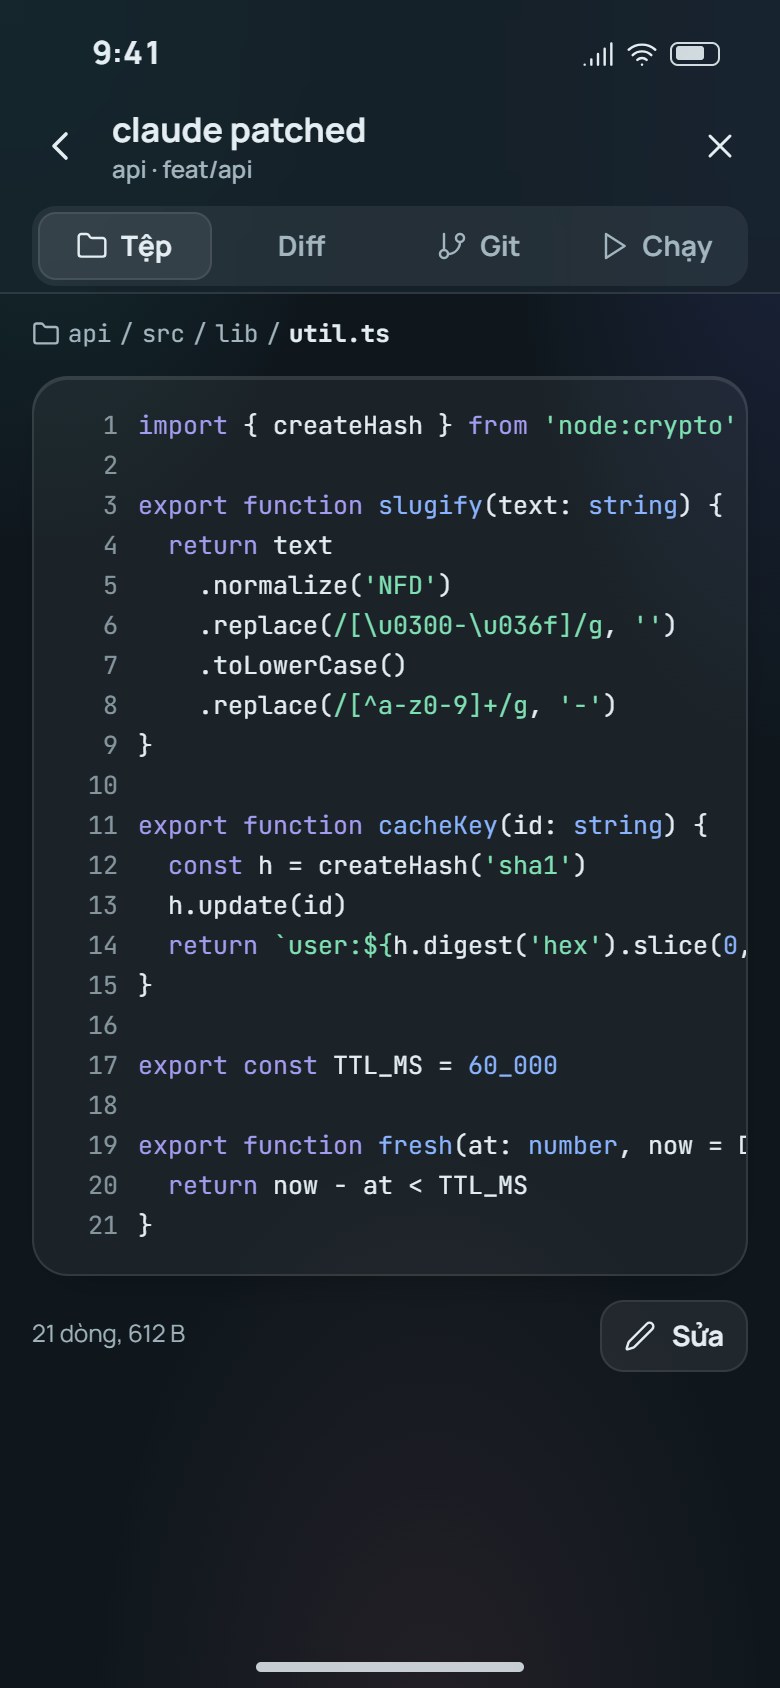 9:41
claude patched
api · feat/api
Tệp Diff Git Chạy
api / src / lib / util.ts
1 import { createHash } from 'node:crypto'
2
3 export function slugify(text: string) {
4   return text
5     .normalize('NFD')
6     .replace(/[\u0300-\u036f]/g, '')
7     .toLowerCase()
8     .replace(/[^a-z0-9]+/g, '-')
9 }
10
11 export function cacheKey(id: string) {
12   const h = createHash('sha1')
13   h.update(id)
14   return `user:${h.digest('hex').slice(0,
15 }
16
17 export const TTL_MS = 60_000
18
19 export function fresh(at: number, now =
20   return now - at < TTL_MS
21 }
21 dòng, 612 B
Sửa